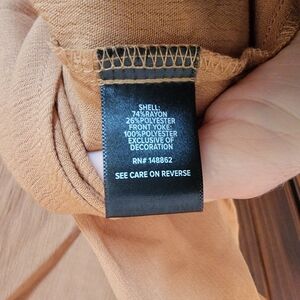 SHELL:
74%RAYON
26%POLYESTER
FRONT YOKE:
100%POLYESTER
EXCLUSIVE OF
DECORATION
RN# 148862
SEE CARE ON REVERSE